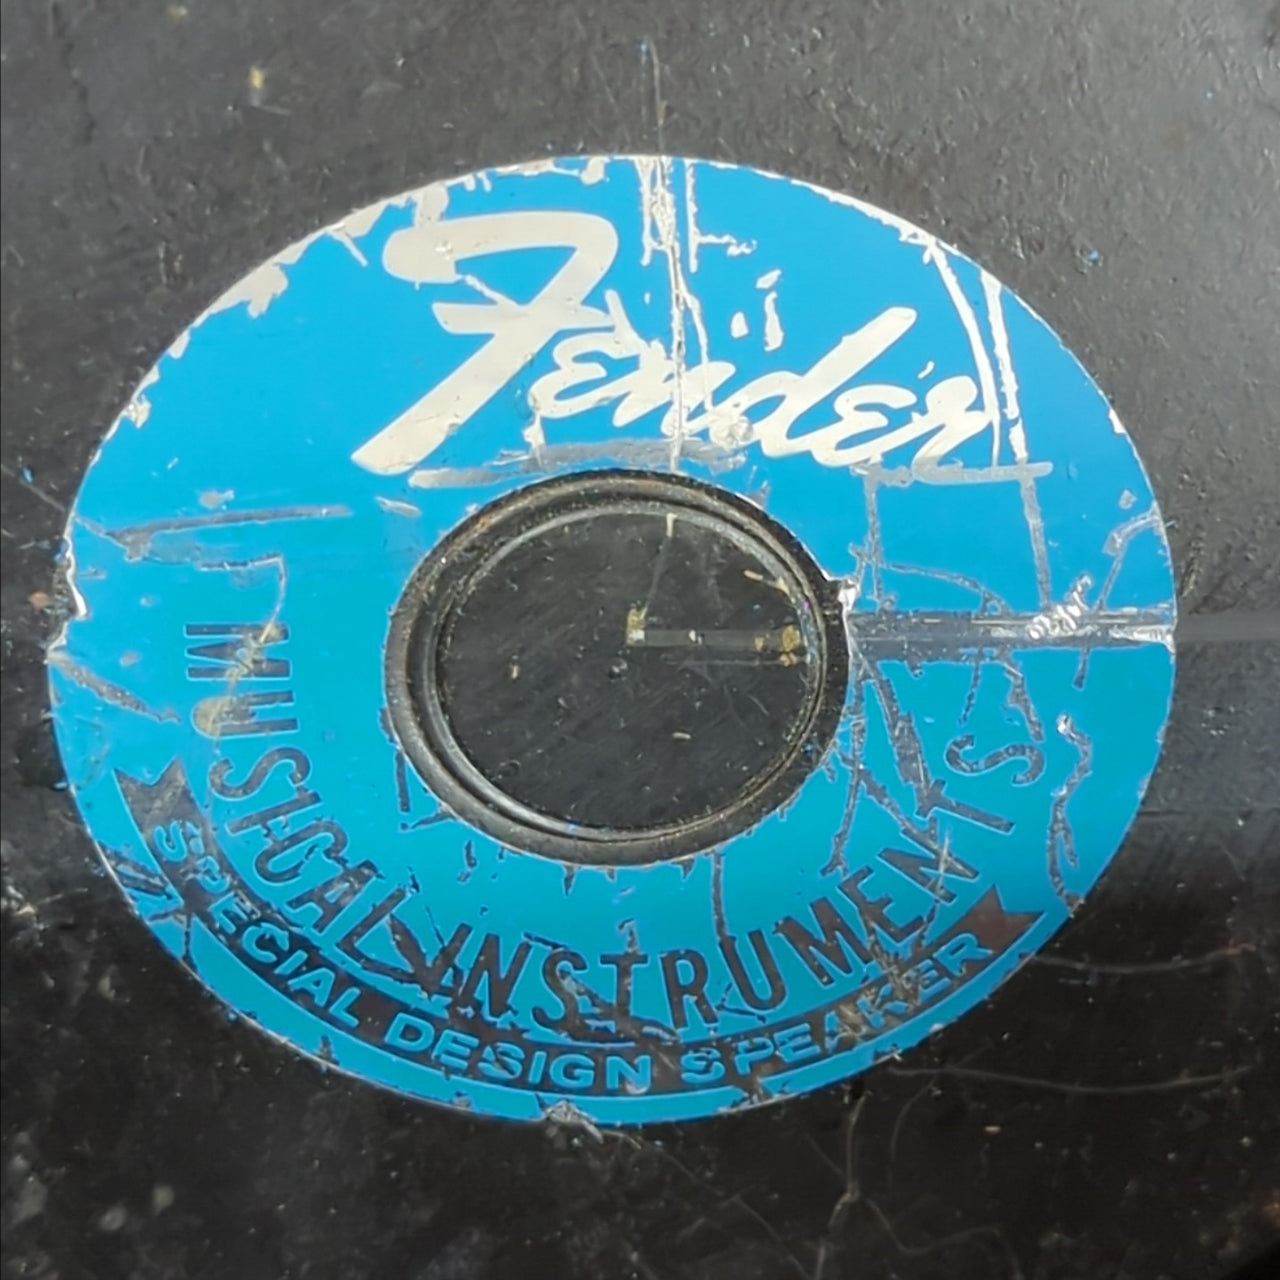 Fender
MUSICAL INSTRUMENTS
SPECIAL DESIGN SPEAKER